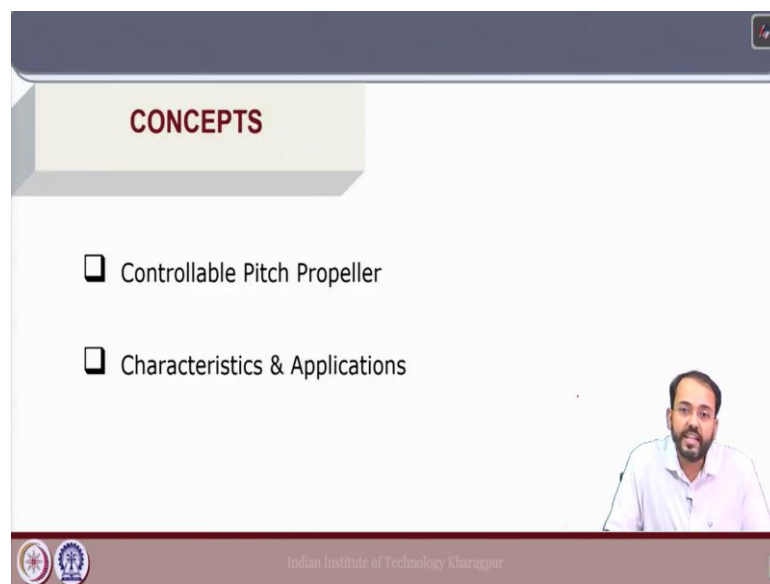 CONCEPTS
Controllable Pitch Propeller
Characteristics & Applications
Indian Institute of Technology Kharagpur